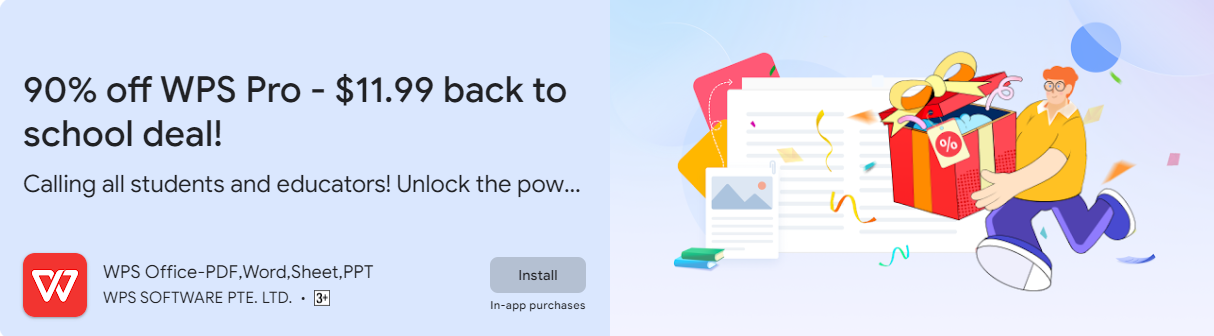 90% off WPS Pro - $11.99 back to
school deal!
Calling all students and educators! Unlock the pow...
WPS Office-PDF,Word,Sheet,PPT
WPS SOFTWARE PTE. LTD. • 3+
Install
In-app purchases
%